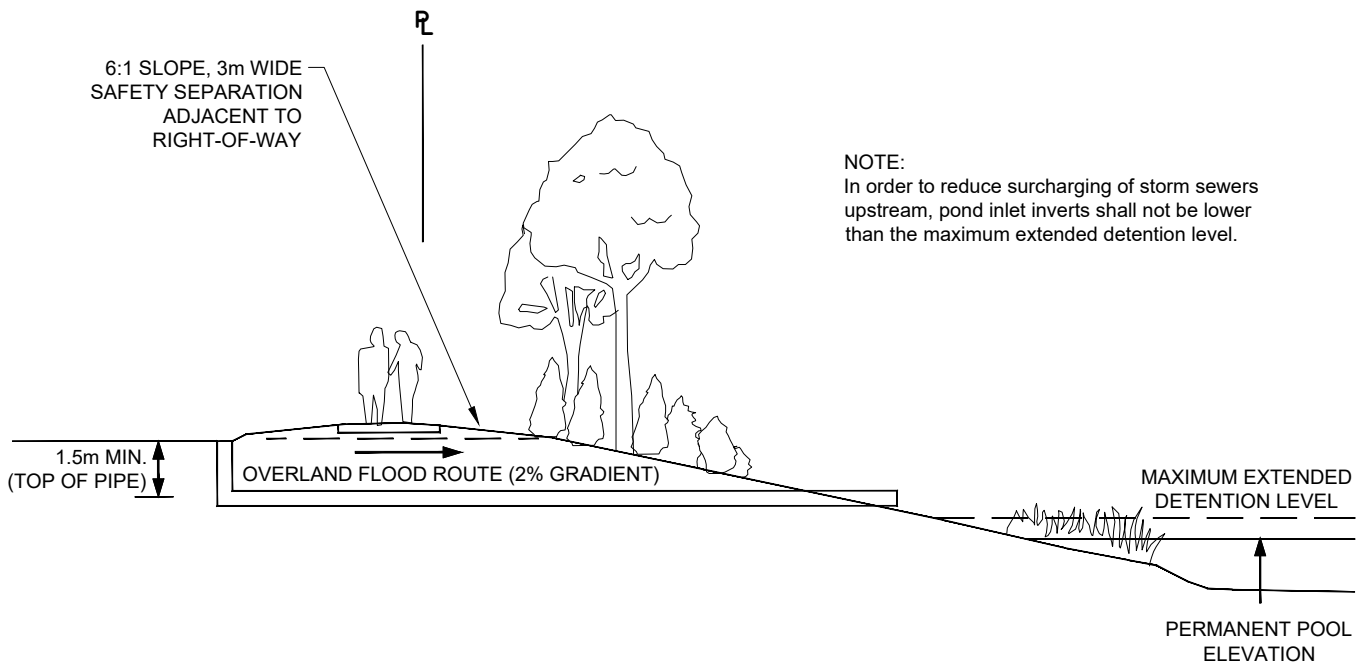 PL
6:1 SLOPE, 3m WIDE
SAFETY SEPARATION
ADJACENT TO
RIGHT-OF-WAY
NOTE:
In order to reduce surcharging of storm sewers
upstream, pond inlet inverts shall not be lower
than the maximum extended detention level.
1.5m MIN.
(TOP OF PIPE)
OVERLAND FLOOD ROUTE (2% GRADIENT)
MAXIMUM EXTENDED
DETENTION LEVEL
PERMANENT POOL
ELEVATION